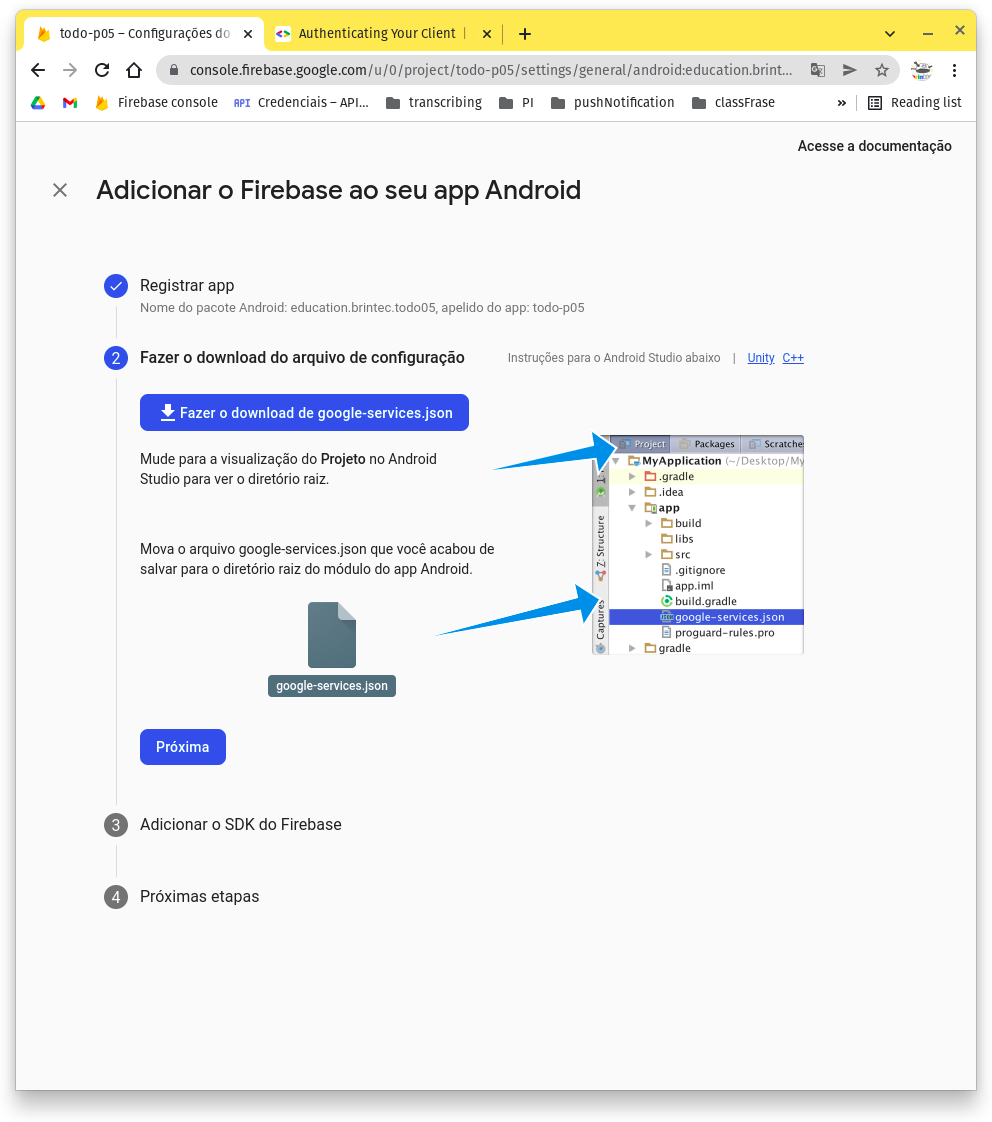 todo-p05 – Configurações do
Authenticating Your Client
console.firebase.google.com/u/0/project/todo-p05/settings/general/android:education.brint...
Firebase console
API
Credenciais – API...
transcribing
PI
pushNotification
classFrase
»
Reading list
Acesse a documentação
Adicionar o Firebase ao seu app Android
Registrar app
Nome do pacote Android: education.brintec.todo05, apelido do app: todo-p05
2 Fazer o download do arquivo de configuração
Instruções para o Android Studio abaixo | Unity C++
Fazer o download de google-services.json
Mude para a visualização do Projeto no Android
Studio para ver o diretório raiz.
Mova o arquivo google-services.json que você acabou de
salvar para o diretório raiz do módulo do app Android.
google-services.json
Project Packages Scratches
MyApplication (~/Desktop/My
.gradle
.idea
app
build
libs
src
.gitignore
app.iml
build.gradle
google-services.json
proguard-rules.pro
gradle
Z: Structure
Captures
Próxima
3 Adicionar o SDK do Firebase
4 Próximas etapas